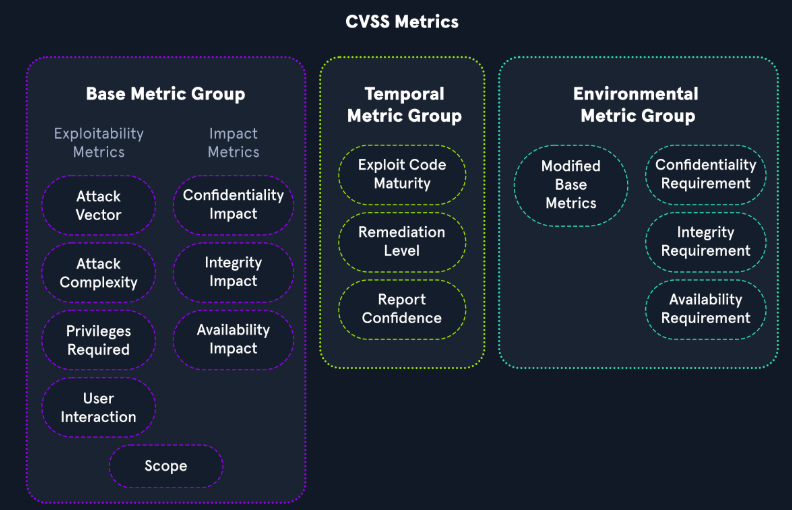 CVSS Metrics
Base Metric Group
Exploitability
Metrics
Impact
Metrics
Attack
Vector
Confidentiality
Impact
Attack
Complexity
Integrity
Impact
Privileges
Required
Availability
Impact
User
Interaction
Scope
Temporal
Metric Group
Exploit Code
Maturity
Remediation
Level
Report
Confidence
Environmental
Metric Group
Modified
Base
Metrics
Confidentiality
Requirement
Integrity
Requirement
Availability
Requirement